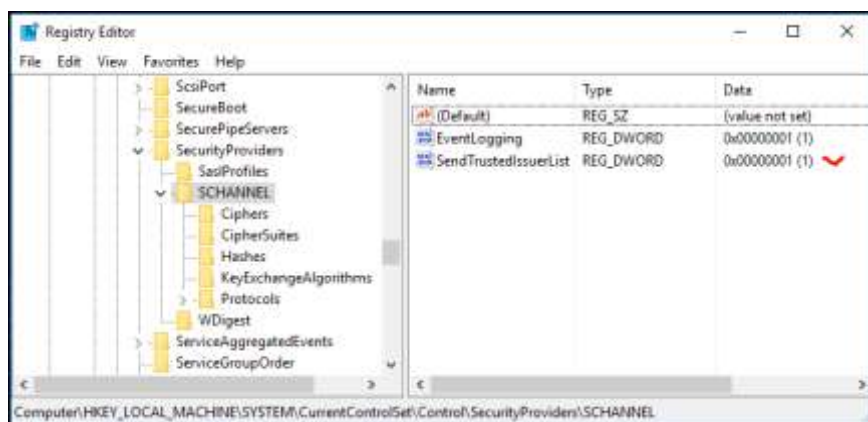 Registry Editor
File Edit View Favorites Help
ScsiPort
SecureBoot
SecurePipeServers
SecurityProviders
SaslProfiles
SCHANNEL
Ciphers
CipherSuites
Hashes
KeyExchangeAlgorithms
Protocols
WDigest
ServiceAggregatedEvents
ServiceGroupOrder
Name Type Data
(Default) REG_SZ (value not set)
EventLogging REG_DWORD 0x00000001 (1)
SendTrustedIssuerList REG_DWORD 0x00000001 (1)
Computer\HKEY_LOCAL_MACHINE\SYSTEM\CurrentControlSet\Control\SecurityProviders\SCHANNEL